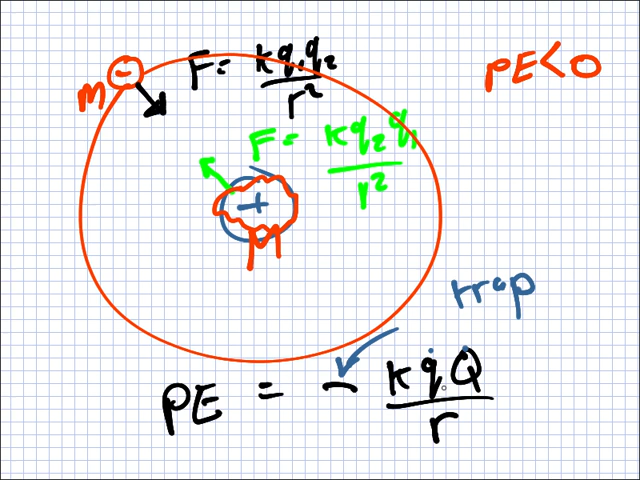 F = kq₁q₂/r²
PE < 0
m −
F = kq₂q₁/r²
+
M
trap
PE = − kqQ/r